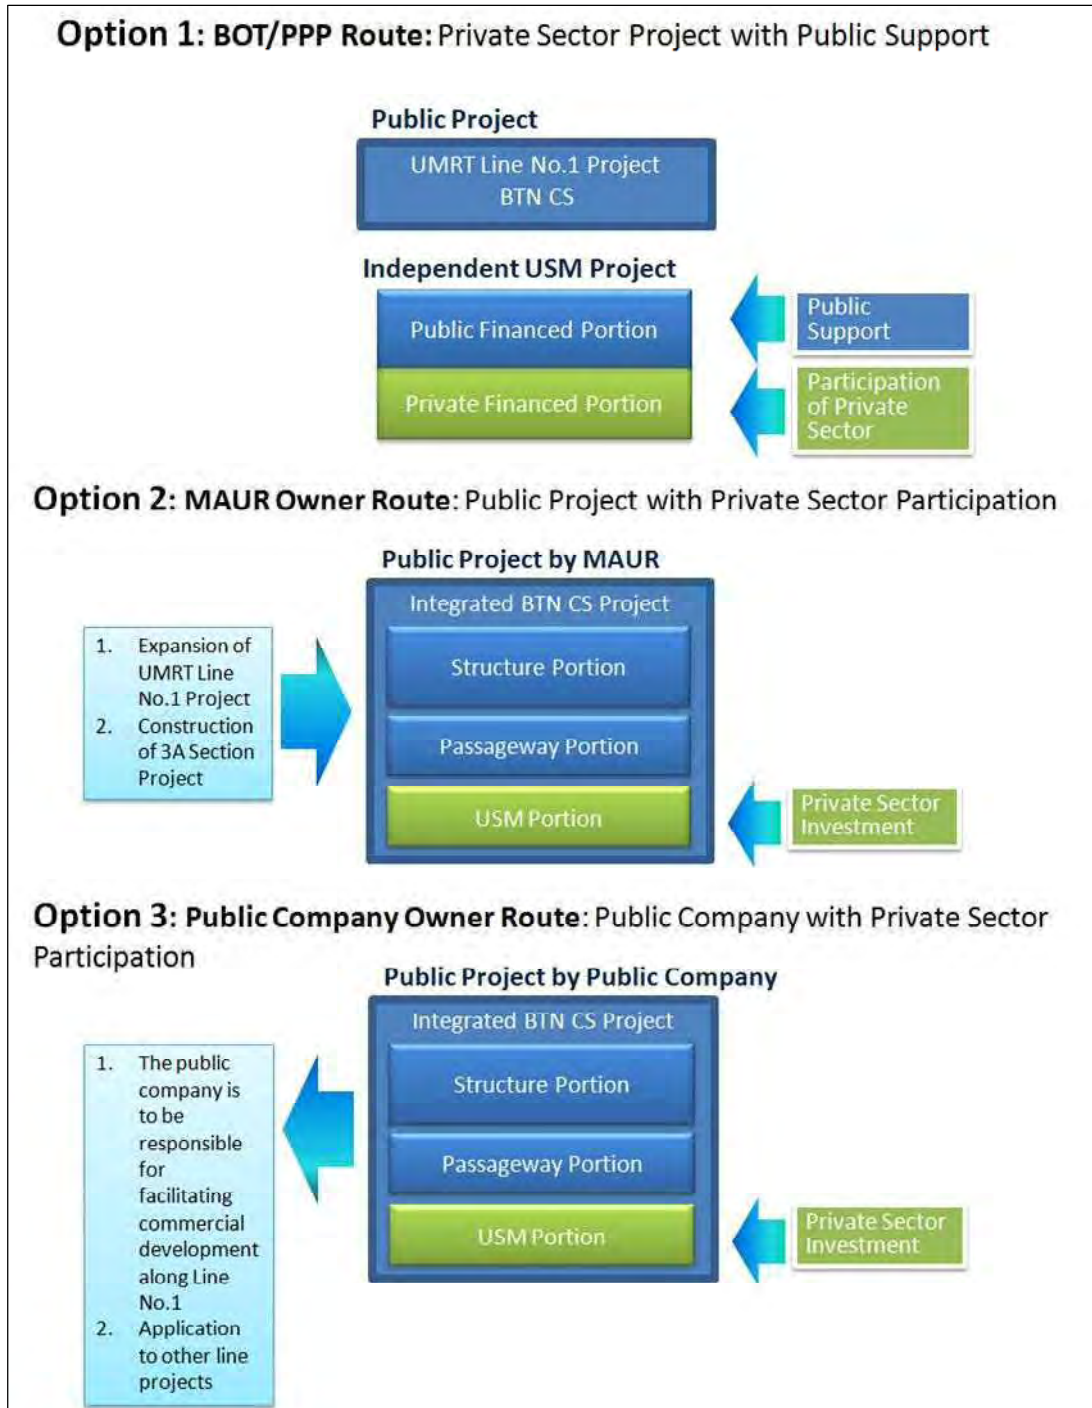 Option 1: BOT/PPP Route: Private Sector Project with Public Support
Public Project
UMRT Line No.1 Project
BTN CS
Independent USM Project
Public Financed Portion
Public
Support
Private Financed Portion
Participation
of Private
Sector
Option 2: MAUR Owner Route: Public Project with Private Sector Participation
Public Project by MAUR
Integrated BTN CS Project
1. Expansion of
UMRT Line
No.1 Project
2. Construction
of 3A Section
Project
Structure Portion
Passageway Portion
USM Portion
Private Sector
Investment
Option 3: Public Company Owner Route: Public Company with Private Sector
Participation
Public Project by Public Company
Integrated BTN CS Project
1. The public
company is
to be
responsible
for
facilitating
commercial
development
along Line
No.1
2. Application
to other line
projects
Structure Portion
Passageway Portion
USM Portion
Private Sector
Investment